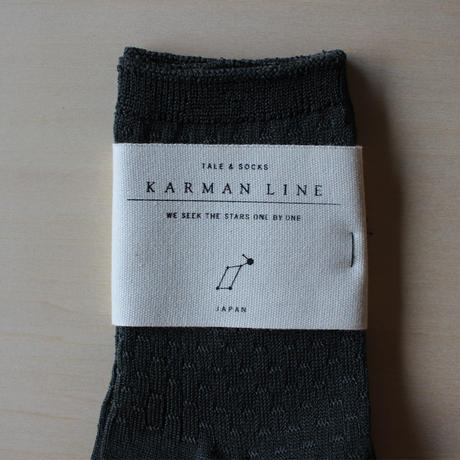 TALE & SOCKS
KARMAN LINE
WE SEEK THE STARS ONE BY ONE
JAPAN